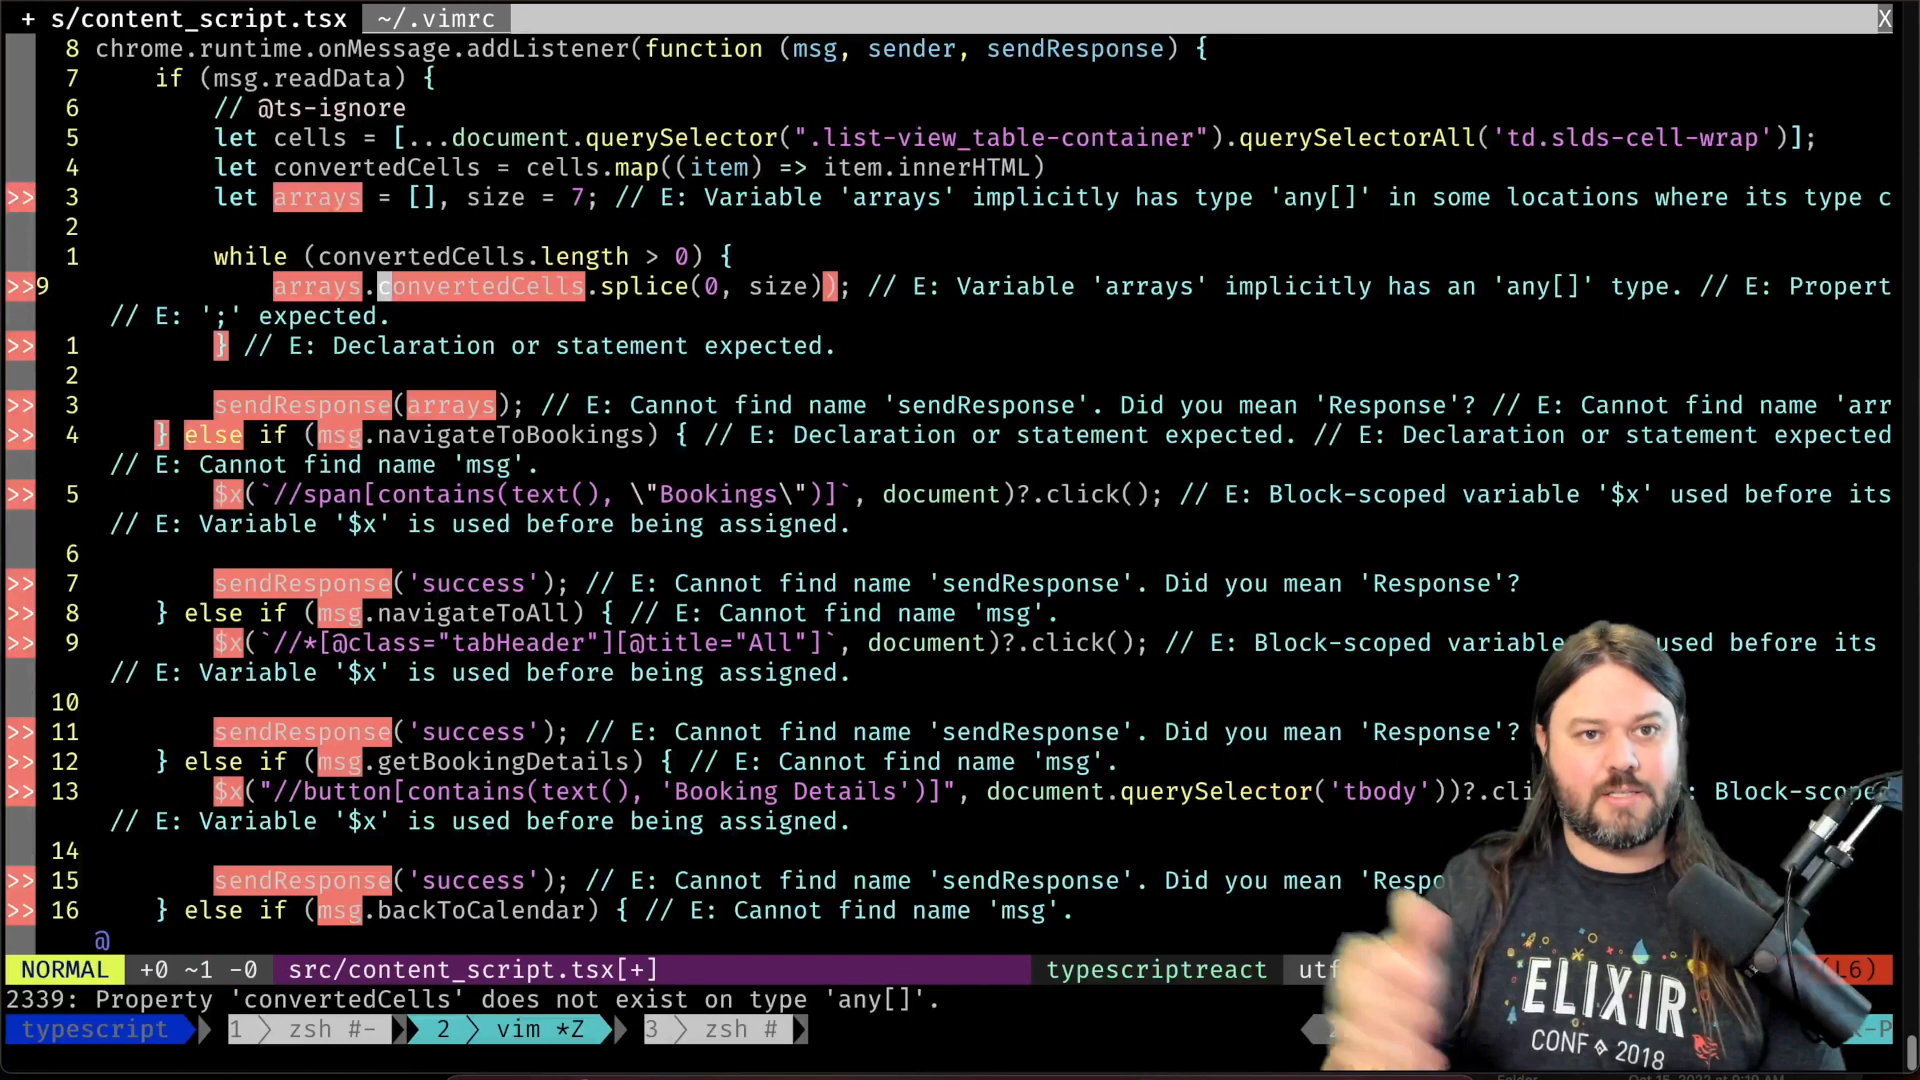 + s/content_script.tsx   ~/.vimrc   X
8 chrome.runtime.onMessage.addListener(function (msg, sender, sendResponse) {
7     if (msg.readData) {
6         // @ts-ignore
5         let cells = [...document.querySelector(".list-view_table-container").querySelectorAll('td.slds-cell-wrap')];
4         let convertedCells = cells.map((item) => item.innerHTML)
>> 3         let arrays = [], size = 7; // E: Variable 'arrays' implicitly has type 'any[]' in some locations where its type c
2
1         while (convertedCells.length > 0) {
>>9             arrays.convertedCells.splice(0, size)); // E: Variable 'arrays' implicitly has an 'any[]' type. // E: Propert
// E: ';' expected.
>> 1         } // E: Declaration or statement expected.
2
>> 3         sendResponse(arrays); // E: Cannot find name 'sendResponse'. Did you mean 'Response'? // E: Cannot find name 'arr
>> 4     } else if (msg.navigateToBookings) { // E: Declaration or statement expected. // E: Declaration or statement expected
// E: Cannot find name 'msg'.
>> 5         $x(`//span[contains(text(), \"Bookings\")]`, document)?.click(); // E: Block-scoped variable '$x' used before its
// E: Variable '$x' is used before being assigned.
6
>> 7         sendResponse('success'); // E: Cannot find name 'sendResponse'. Did you mean 'Response'?
>> 8     } else if (msg.navigateToAll) { // E: Cannot find name 'msg'.
>> 9         $x(`//*[@class="tabHeader"][@title="All"]`, document)?.click(); // E: Block-scoped variable used before its
// E: Variable '$x' is used before being assigned.
10
>> 11         sendResponse('success'); // E: Cannot find name 'sendResponse'. Did you mean 'Response'?
>> 12     } else if (msg.getBookingDetails) { // E: Cannot find name 'msg'.
>> 13         $x("//button[contains(text(), 'Booking Details')]", document.querySelector('tbody'))?.cli : Block-scoped
// E: Variable '$x' is used before being assigned.
14
>> 15         sendResponse('success'); // E: Cannot find name 'sendResponse'. Did you mean 'Respo
>> 16     } else if (msg.backToCalendar) { // E: Cannot find name 'msg'.
@
NORMAL +0 ~1 -0 src/content_script.tsx[+] typescriptreact utf (L6)
2339: Property 'convertedCells' does not exist on type 'any[]'.
typescript 1 zsh #- 2 vim *Z 3 zsh #
ELIXIR
CONF 2018